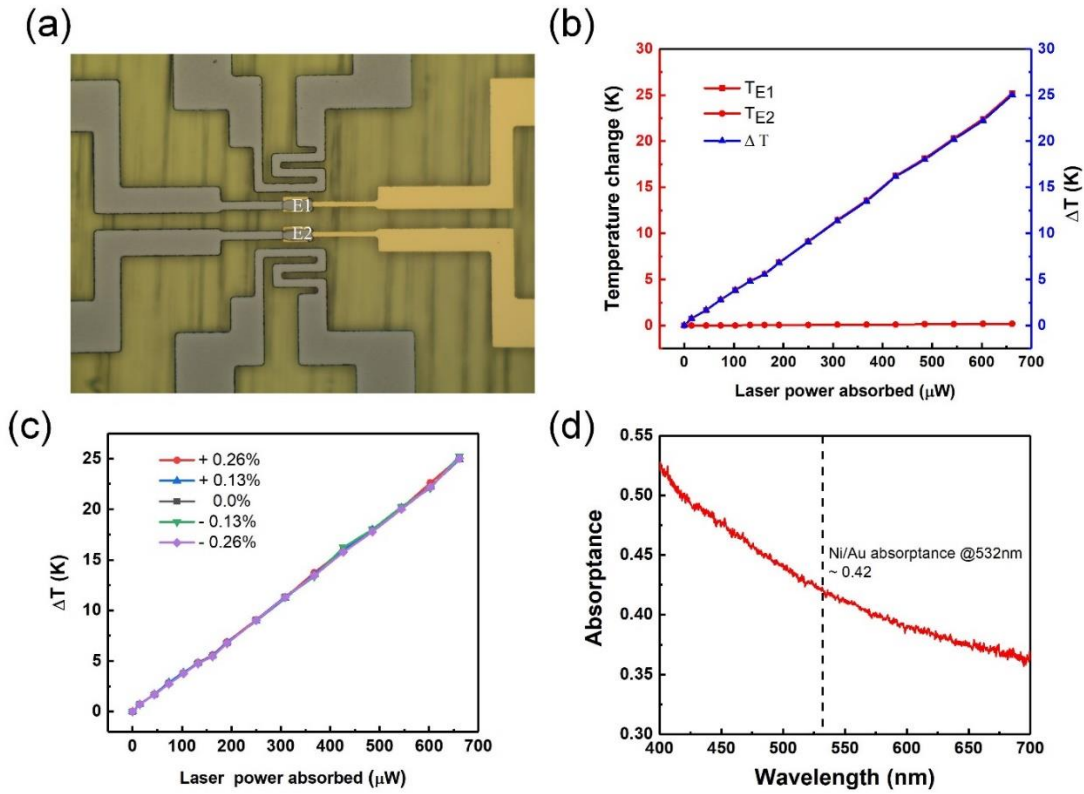 (a)
E1
E2
(b)
Temperature change (K)
30
25
20
15
10
5
0
T_E1
T_E2
Δ T
30
25
20
15
10
5
0
ΔT (K)
0 100 200 300 400 500 600 700
Laser power absorbed (μW)
(c)
ΔT (K)
25
20
15
10
5
0
+ 0.26%
+ 0.13%
0.0%
- 0.13%
- 0.26%
0 100 200 300 400 500 600 700
Laser power absorbed (μW)
(d)
Absorptance
0.55
0.50
0.45
0.40
0.35
0.30
Ni/Au absorptance @532nm
~ 0.42
400 450 500 550 600 650 700
Wavelength (nm)